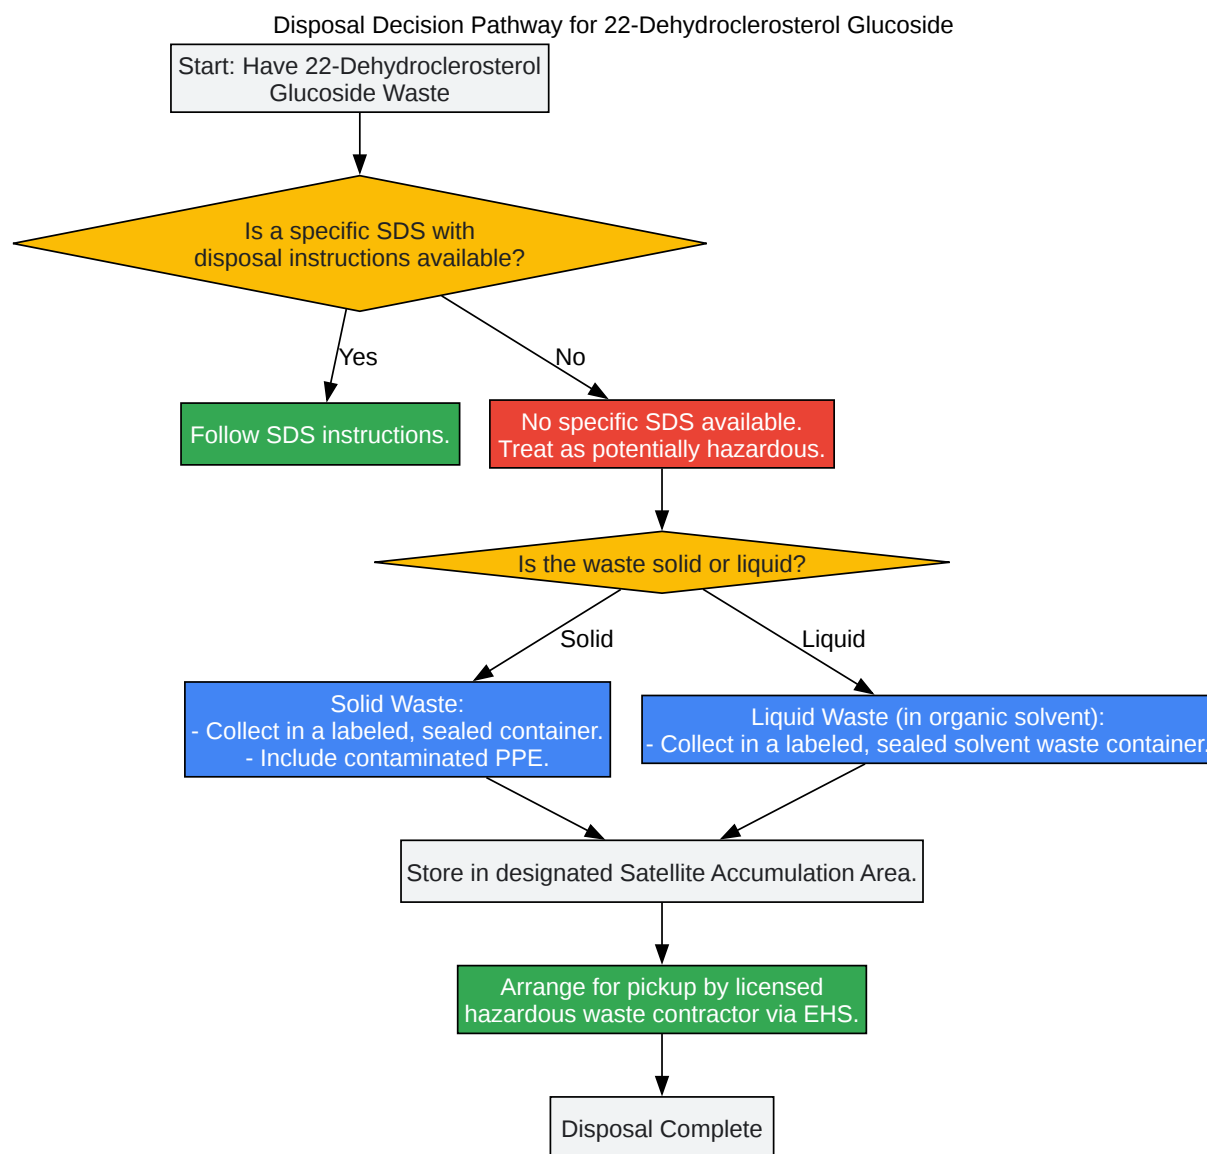 Disposal Decision Pathway for 22-Dehydroclerosterol Glucoside
Start: Have 22-Dehydroclerosterol
Glucoside Waste
Is a specific SDS with
disposal instructions available?
Yes
No
Follow SDS instructions.
No specific SDS available.
Treat as potentially hazardous.
Is the waste solid or liquid?
Solid
Liquid
Solid Waste:
- Collect in a labeled, sealed container.
- Include contaminated PPE.
Liquid Waste (in organic solvent):
- Collect in a labeled, sealed solvent waste container.
Store in designated Satellite Accumulation Area.
Arrange for pickup by licensed
hazardous waste contractor via EHS.
Disposal Complete